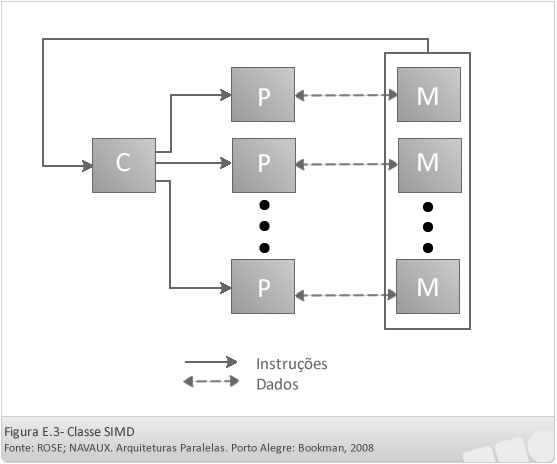 P
M
C
P
M
P
M
Instruções
Dados
Figura E.3- Classe SIMD
Fonte: ROSE; NAVAUX. Arquiteturas Paralelas. Porto Alegre: Bookman, 2008